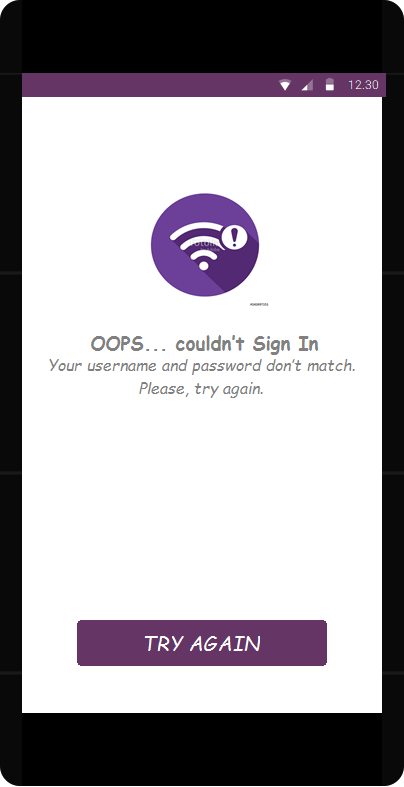 12.30
OOPS... couldn't Sign In
Your username and password don't match.
Please, try again.
TRY AGAIN